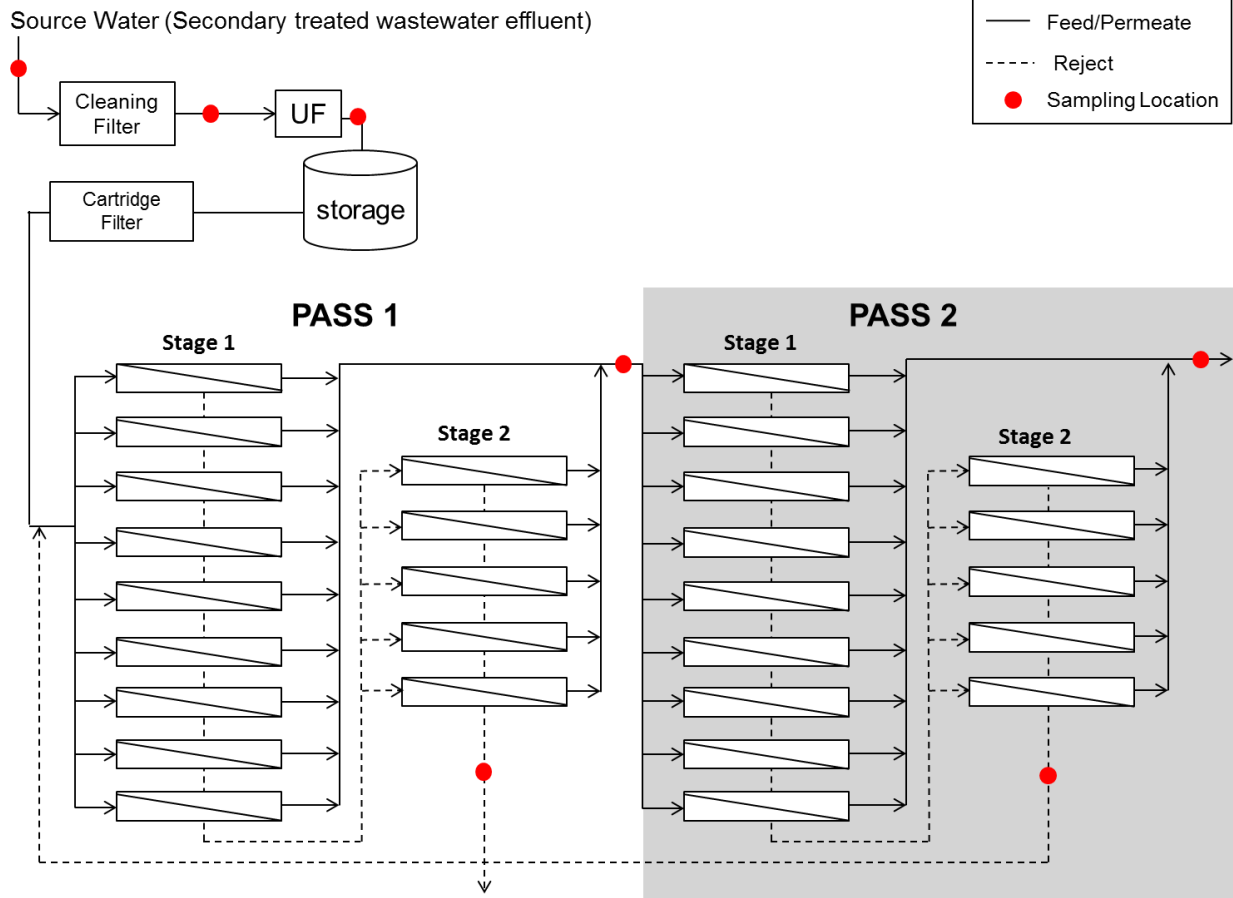 Source Water (Secondary treated wastewater effluent)
Feed/Permeate
Reject
Sampling Location
Cleaning
Filter
UF
Cartridge
Filter
storage
PASS 1
PASS 2
Stage 1
Stage 1
Stage 2
Stage 2